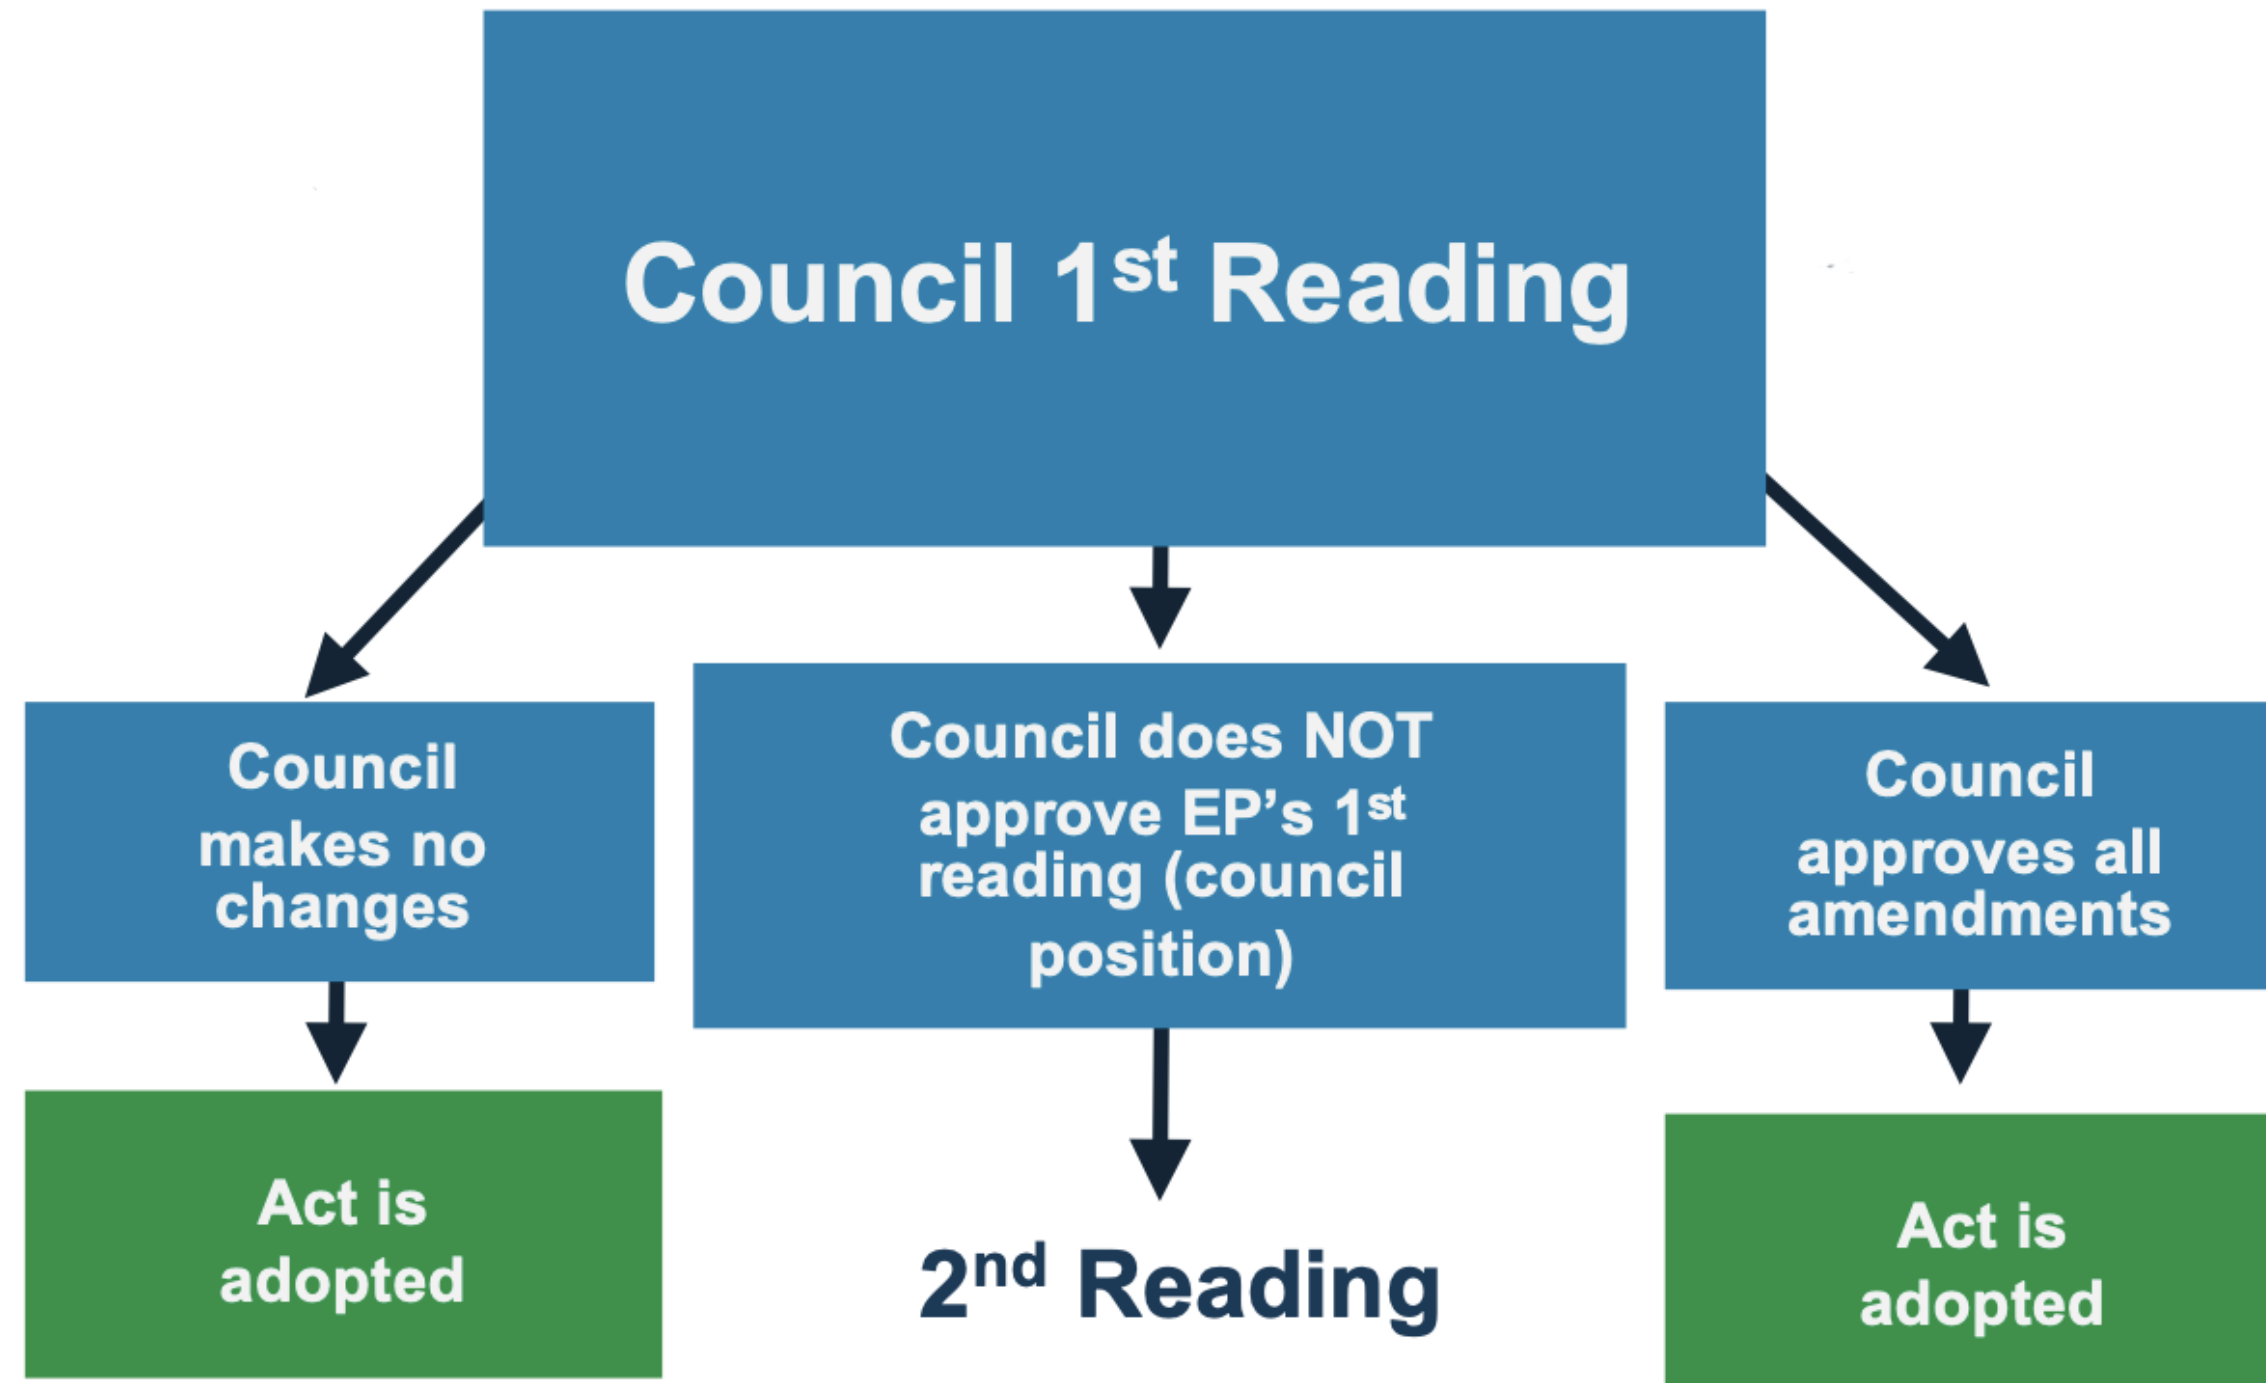 Council 1st Reading
Council
makes no
changes
Council does NOT
approve EP’s 1st
reading (council
position)
Council
approves all
amendments
Act is
adopted
2nd Reading
Act is
adopted